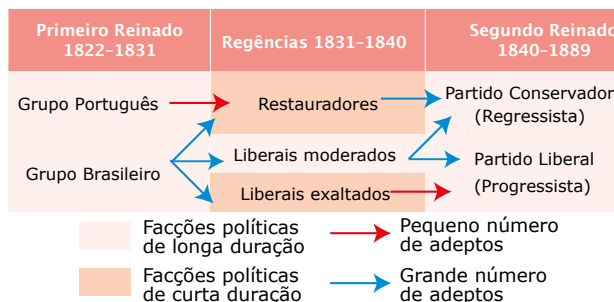 Primeiro Reinado
1822–1831
Regências 1831–1840
Segundo Reinado
1840–1889
Grupo Português
Restauradores
Partido Conservador
(Regressista)
Grupo Brasileiro
Liberais moderados
Partido Liberal
(Progressista)
Liberais exaltados
Facções políticas
de longa duração
Pequeno número
de adeptos
Facções políticas
de curta duração
Grande número
de adeptos